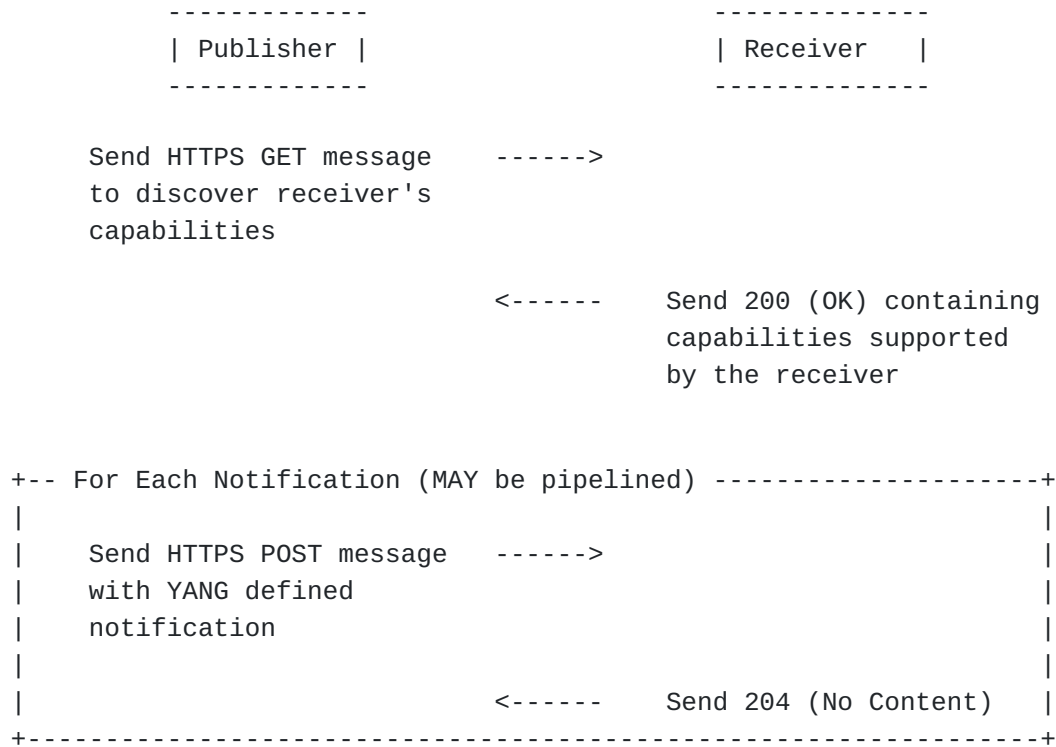 -------------                      --------------
| Publisher |                      | Receiver   |
-------------                      --------------
Send HTTPS GET message    ------>
to discover receiver's
capabilities
<------    Send 200 (OK) containing
capabilities supported
by the receiver
+-- For Each Notification (MAY be pipelined) ---------------------+
|                                                                 |
|    Send HTTPS POST message   ------>                            |
|    with YANG defined                                            |
|    notification                                                 |
|                                                                 |
|                              <------    Send 204 (No Content)   |
+-----------------------------------------------------------------+